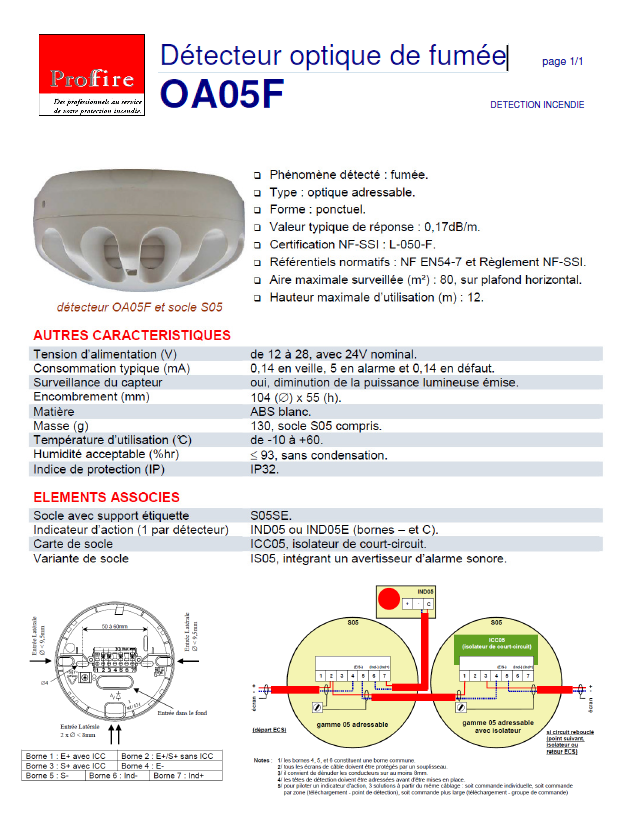 Profire
Des professionnels au service
de votre protection incendie.
Détecteur optique de fumée
page 1/1
OA05F
DETECTION INCENDIE
Phénomène détecté : fumée.
Type : optique adressable.
Forme : ponctuel.
Valeur typique de réponse : 0,17dB/m.
Certification NF-SSI : L-050-F.
Référentiels normatifs : NF EN54-7 et Règlement NF-SSI.
Aire maximale surveillée (m²) : 80, sur plafond horizontal.
Hauteur maximale d'utilisation (m) : 12.
détecteur OA05F et socle S05
AUTRES CARACTERISTIQUES
Tension d'alimentation (V) de 12 à 28, avec 24V nominal.
Consommation typique (mA) 0,14 en veille, 5 en alarme et 0,14 en défaut.
Surveillance du capteur oui, diminution de la puissance lumineuse émise.
Encombrement (mm) 104 (∅) x 55 (h).
Matière ABS blanc.
Masse (g) 130, socle S05 compris.
Température d'utilisation (°C) de -10 à +60.
Humidité acceptable (%hr) ≤ 93, sans condensation.
Indice de protection (IP) IP32.
ELEMENTS ASSOCIES
Socle avec support étiquette S05SE.
Indicateur d'action (1 par détecteur) IND05 ou IND05E (bornes – et C).
Carte de socle ICC05, isolateur de court-circuit.
Variante de socle IS05, intégrant un avertisseur d'alarme sonore.
50 à 60mm
Entrée Latérale
∅ < 9,5mm
Entrée Latérale
∅ < 9,5mm
Entrée dans le fond
Entrée Latérale
2 x ∅ < 8mm
Borne 1 : E+ avec ICC Borne 2 : E+/S+ sans ICC
Borne 3 : S+ avec ICC Borne 4 : E-
Borne 5 : S- Borne 6 : Ind- Borne 7 : Ind+
IND05
+ - C
S05
S05
ICC05
(isolateur de court-circuit)
1 2 3 4 5 6 7
1 2 3 4 5 6 7
écran - +
écran - +
(départ ECS)
gamme 05 adressable
gamme 05 adressable
avec isolateur
si circuit rebouclé
(point suivant,
isolateur ou
retour ECS)
Notes : 1/ les bornes 4, 5, et 6 constituent une borne commune.
2/ tous les écrans de câble doivent être protégés par un souplisseau.
3/ il convient de dénuder les conducteurs sur au moins 8mm.
4/ les têtes de détection doivent être adressées avant d'être mises en place.
5/ pour piloter un indicateur d'action, 3 solutions à partir du même câblage : soit commande individuelle, soit commande
par zone (téléchargement - point de détection), soit commande plus large (téléchargement - groupe de commande)